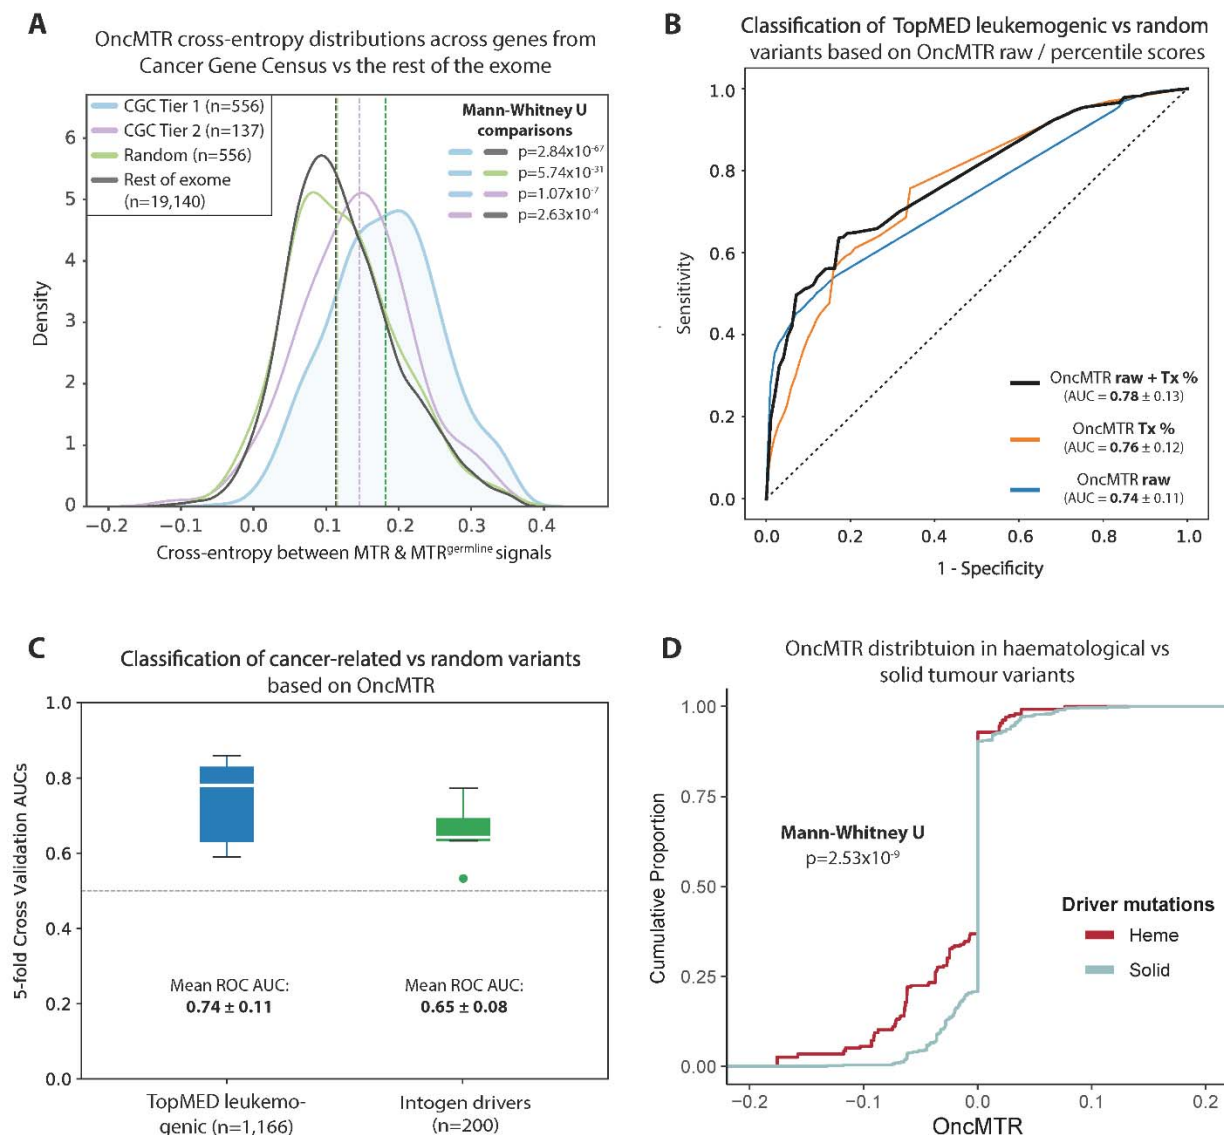 A
OncMTR cross-entropy distributions across genes from
Cancer Gene Census vs the rest of the exome
CGC Tier 1 (n=556)
CGC Tier 2 (n=137)
Random (n=556)
Rest of exome
(n=19,140)
Mann-Whitney U
comparisons
p=2.84x10⁻⁶⁷
p=5.74x10⁻³¹
p=1.07x10⁻⁷
p=2.63x10⁻⁴
Density
6
5
4
3
2
1
0
−0.2 −0.1 0.0 0.1 0.2 0.3 0.4
Cross-entropy between MTR & MTRᵍᵉʳᵐˡⁱⁿᵉ signals
B
Classification of TopMED leukemogenic vs random
variants based on OncMTR raw / percentile scores
Sensitivity
1.0
0.8
0.6
0.4
0.2
0.0
OncMTR raw + Tx %
(AUC = 0.78 ± 0.13)
OncMTR Tx %
(AUC = 0.76 ± 0.12)
OncMTR raw
(AUC = 0.74 ± 0.11)
0.0 0.2 0.4 0.6 0.8 1.0
1 - Specificity
C
Classification of cancer-related vs random variants
based on OncMTR
5-fold Cross Validation AUCs
1.0
0.8
0.6
0.4
0.2
0.0
Mean ROC AUC:
0.74 ± 0.11
Mean ROC AUC:
0.65 ± 0.08
TopMED leukemo-
genic (n=1,166)
Intogen drivers
(n=200)
D
OncMTR distribtuion in haematological vs
solid tumour variants
Cumulative Proportion
1.00
0.75
0.50
0.25
0.00
Mann-Whitney U
p=2.53x10⁻⁹
Driver mutations
Heme
Solid
−0.2 −0.1 0.0 0.1 0.2
OncMTR